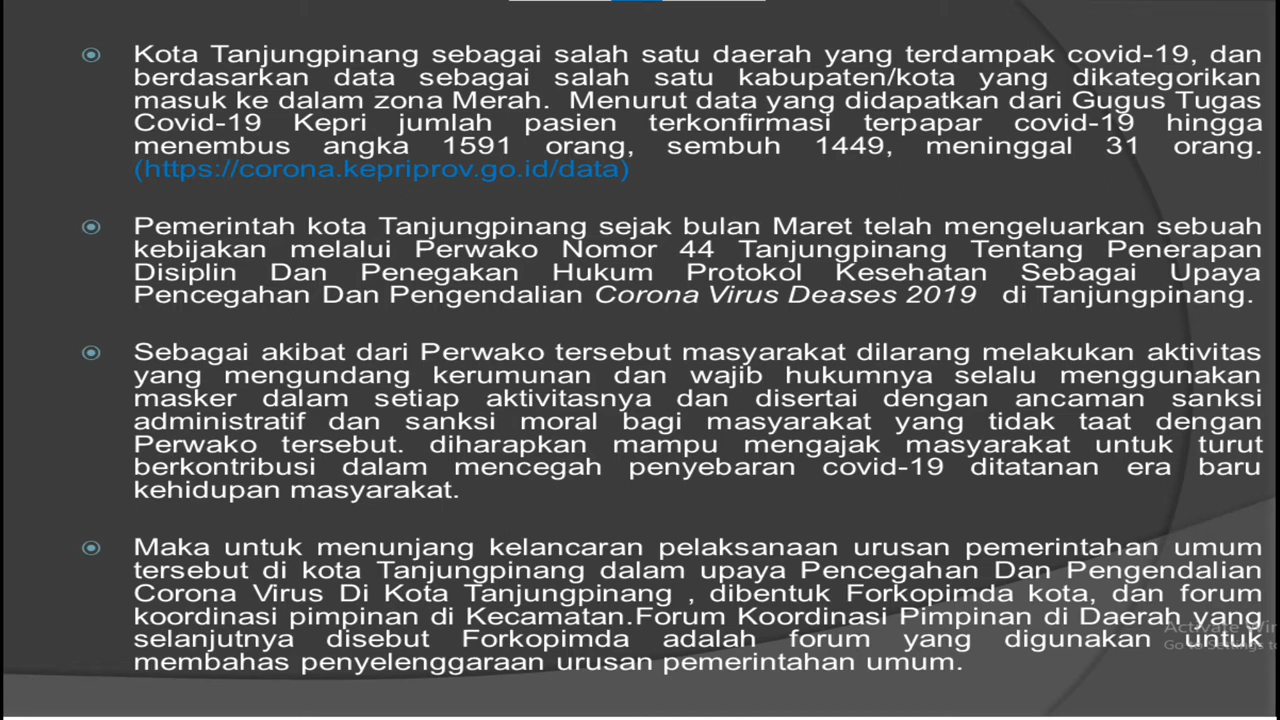 Kota Tanjungpinang sebagai salah satu daerah yang terdampak covid-19, dan
berdasarkan data sebagai salah satu kabupaten/kota yang dikategorikan
masuk ke dalam zona Merah. Menurut data yang didapatkan dari Gugus Tugas
Covid-19 Kepri jumlah pasien terkonfirmasi terpapar covid-19 hingga
menembus angka 1591 orang, sembuh 1449, meninggal 31 orang.
(https://corona.kepriprov.go.id/data)
Pemerintah kota Tanjungpinang sejak bulan Maret telah mengeluarkan sebuah
kebijakan melalui Perwako Nomor 44 Tanjungpinang Tentang Penerapan
Disiplin Dan Penegakan Hukum Protokol Kesehatan Sebagai Upaya
Pencegahan Dan Pengendalian Corona Virus Deases 2019 di Tanjungpinang.
Sebagai akibat dari Perwako tersebut masyarakat dilarang melakukan aktivitas
yang mengundang kerumunan dan wajib hukumnya selalu menggunakan
masker dalam setiap aktivitasnya dan disertai dengan ancaman sanksi
administratif dan sanksi moral bagi masyarakat yang tidak taat dengan
Perwako tersebut. diharapkan mampu mengajak masyarakat untuk turut
berkontribusi dalam mencegah penyebaran covid-19 ditatanan era baru
kehidupan masyarakat.
Maka untuk menunjang kelancaran pelaksanaan urusan pemerintahan umum
tersebut di kota Tanjungpinang dalam upaya Pencegahan Dan Pengendalian
Corona Virus Di Kota Tanjungpinang , dibentuk Forkopimda kota, dan forum
koordinasi pimpinan di Kecamatan.Forum Koordinasi Pimpinan di Daerah yang
selanjutnya disebut Forkopimda adalah forum yang digunakan untuk
membahas penyelenggaraan urusan pemerintahan umum.
Activate Win
Go to Settings to